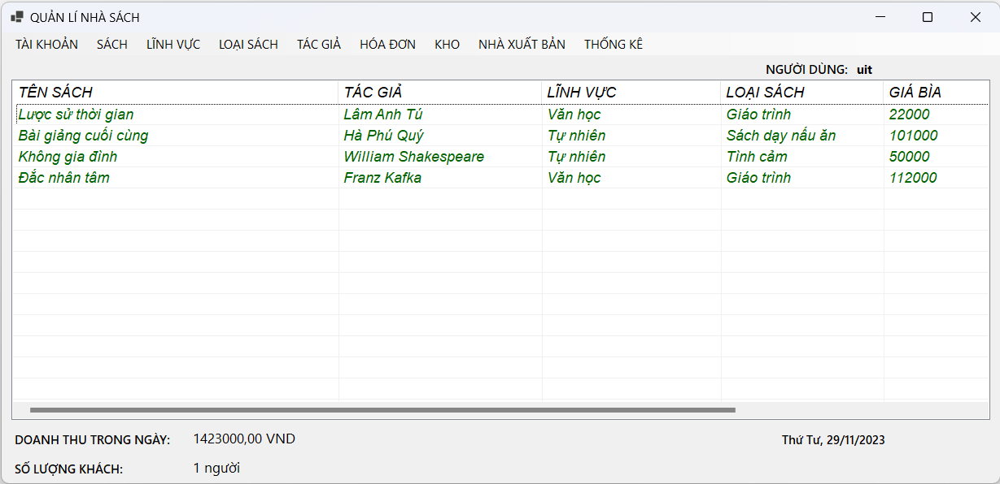 QUẢN LÍ NHÀ SÁCH
TÀI KHOẢN SÁCH LĨNH VỰC LOẠI SÁCH TÁC GIẢ HÓA ĐƠN KHO NHÀ XUẤT BẢN THỐNG KÊ
NGƯỜI DÙNG: uit
TÊN SÁCH TÁC GIẢ LĨNH VỰC LOẠI SÁCH GIÁ BÌA
Lược sử thời gian Lâm Anh Tú Văn học Giáo trình 22000
Bài giảng cuối cùng Hà Phú Quý Tự nhiên Sách dạy nấu ăn 101000
Không gia đình William Shakespeare Tự nhiên Tình cảm 50000
Đắc nhân tâm Franz Kafka Văn học Giáo trình 112000
DOANH THU TRONG NGÀY: 1423000,00 VND Thứ Tư, 29/11/2023
SỐ LƯỢNG KHÁCH: 1 người